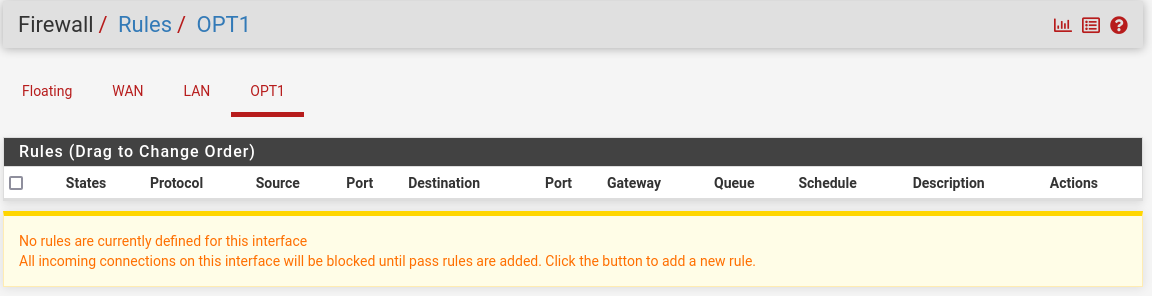 Firewall / Rules / OPT1
Floating WAN LAN OPT1
Rules (Drag to Change Order)
States Protocol Source Port Destination Port Gateway Queue Schedule Description Actions
No rules are currently defined for this interface
All incoming connections on this interface will be blocked until pass rules are added. Click the button to add a new rule.